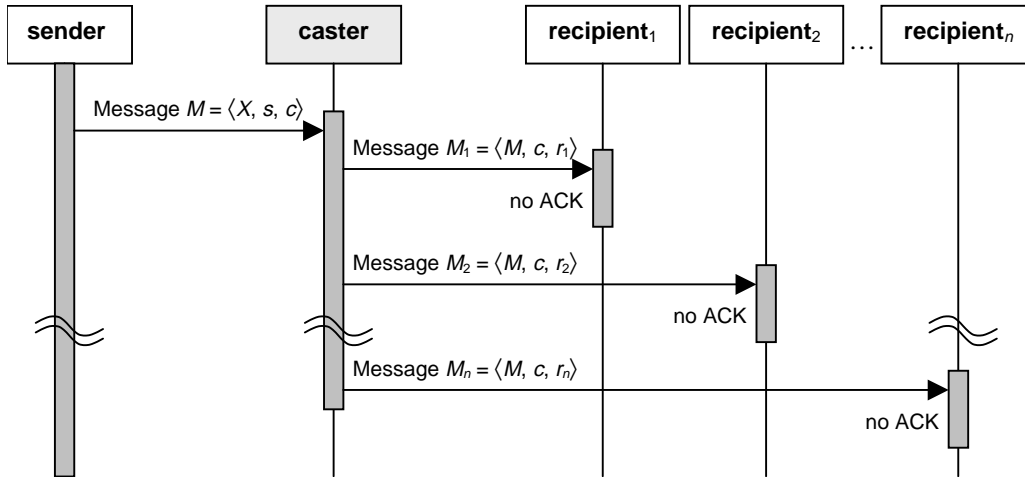 sender caster recipient₁ recipient₂ … recipientₙ
Message M = ⟨X, s, c⟩
Message M₁ = ⟨M, c, r₁⟩
no ACK
Message M₂ = ⟨M, c, r₂⟩
no ACK
Message Mₙ = ⟨M, c, rₙ⟩
no ACK